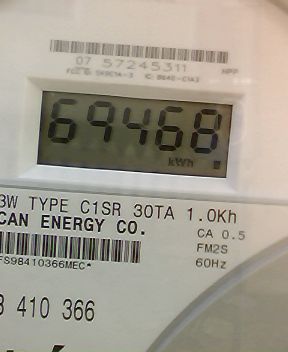 07 57245311
HPP
69468
kWh
3W TYPE C1SR 30TA 1.0Kh
CAN ENERGY CO.
CA 0.5
FM2S
60Hz
FS98410366MEC*
410 366